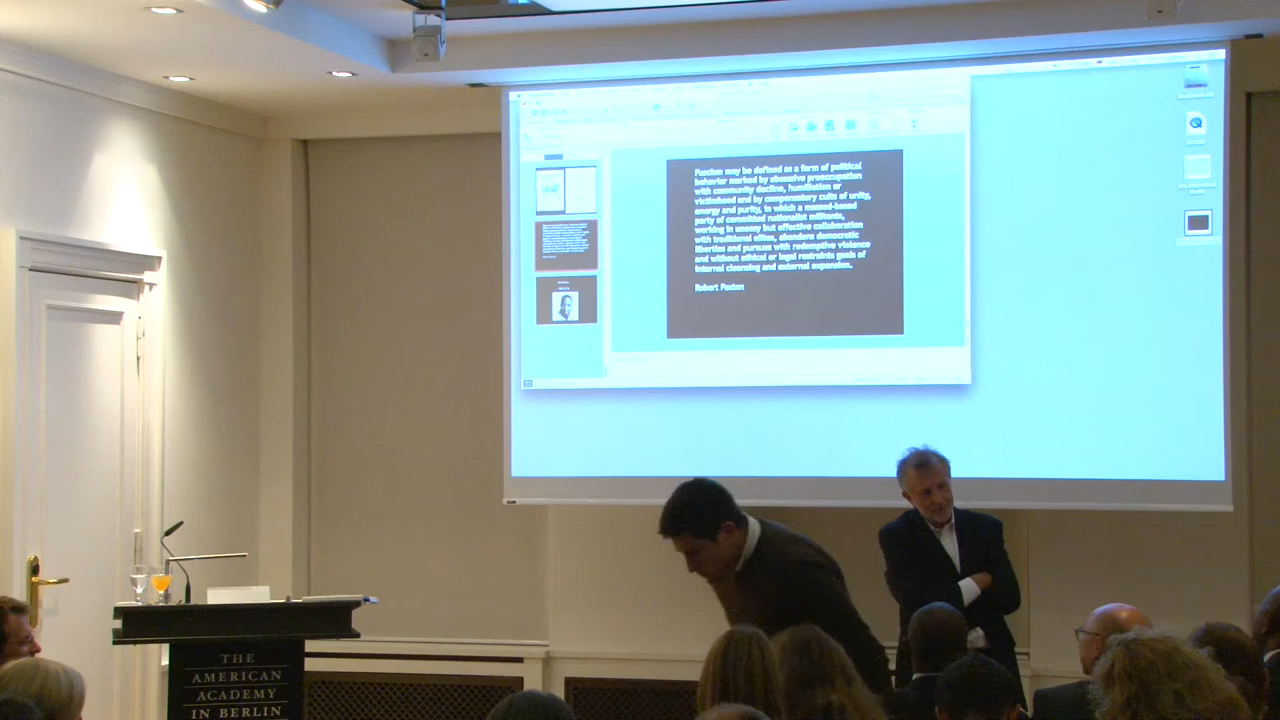 Fascism may be defined as a form of political
behavior marked by obsessive preoccupation
with community decline, humiliation or
victimhood and by compensatory cults of unity,
energy and purity, in which a massed-based
party of committed nationalist militants,
working in uneasy but effective collaboration
with traditional elites, abandons democratic
liberties and pursues with redemptive violence
and without ethical or legal restraints goals of
internal cleansing and external expansion.
Robert Paxton
THE
AMERICAN
ACADEMY
IN BERLIN